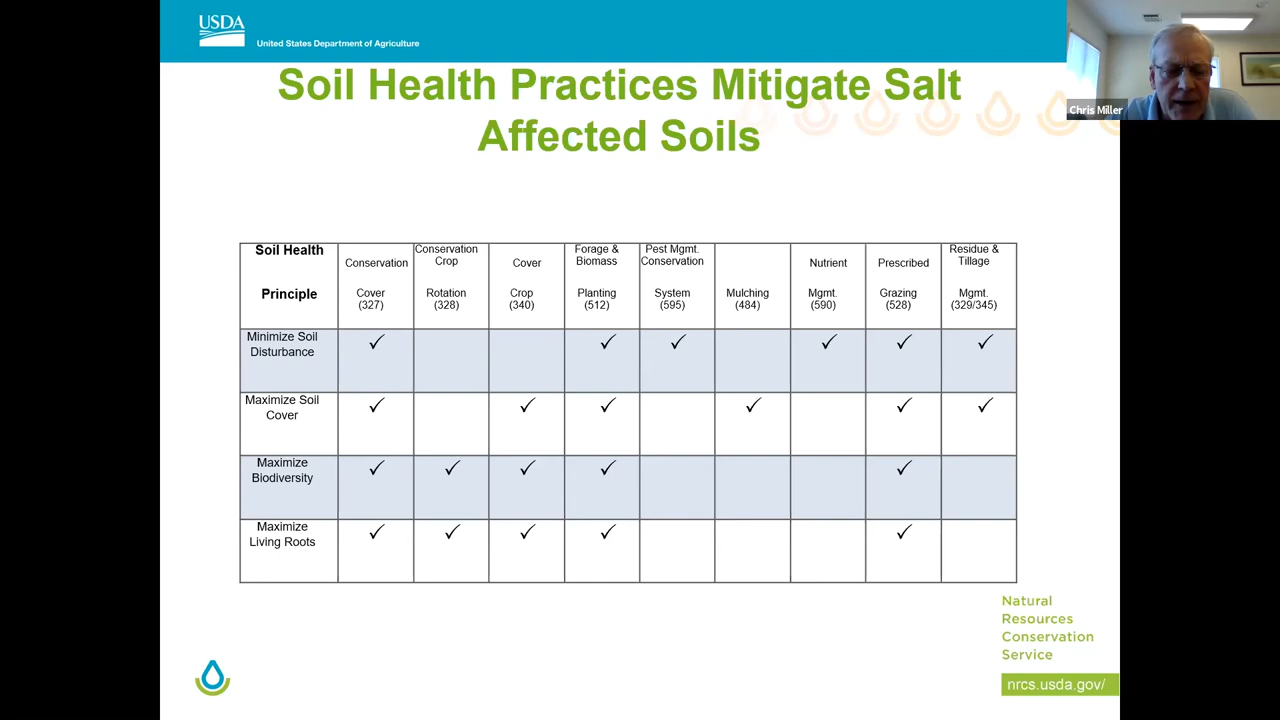 USDA
United States Department of Agriculture
Chris Miller
Soil Health Practices Mitigate Salt
Affected Soils
Soil Health
Principle
Conservation
Cover
(327)
Conservation
Crop
Rotation
(328)
Cover
Crop
(340)
Forage &
Biomass
Planting
(512)
Pest Mgmt.
Conservation
System
(595)
Mulching
(484)
Nutrient
Mgmt.
(590)
Prescribed
Grazing
(528)
Residue &
Tillage
Mgmt.
(329/345)
Minimize Soil
Disturbance
Maximize Soil
Cover
Maximize
Biodiversity
Maximize
Living Roots
Natural
Resources
Conservation
Service
nrcs.usda.gov/